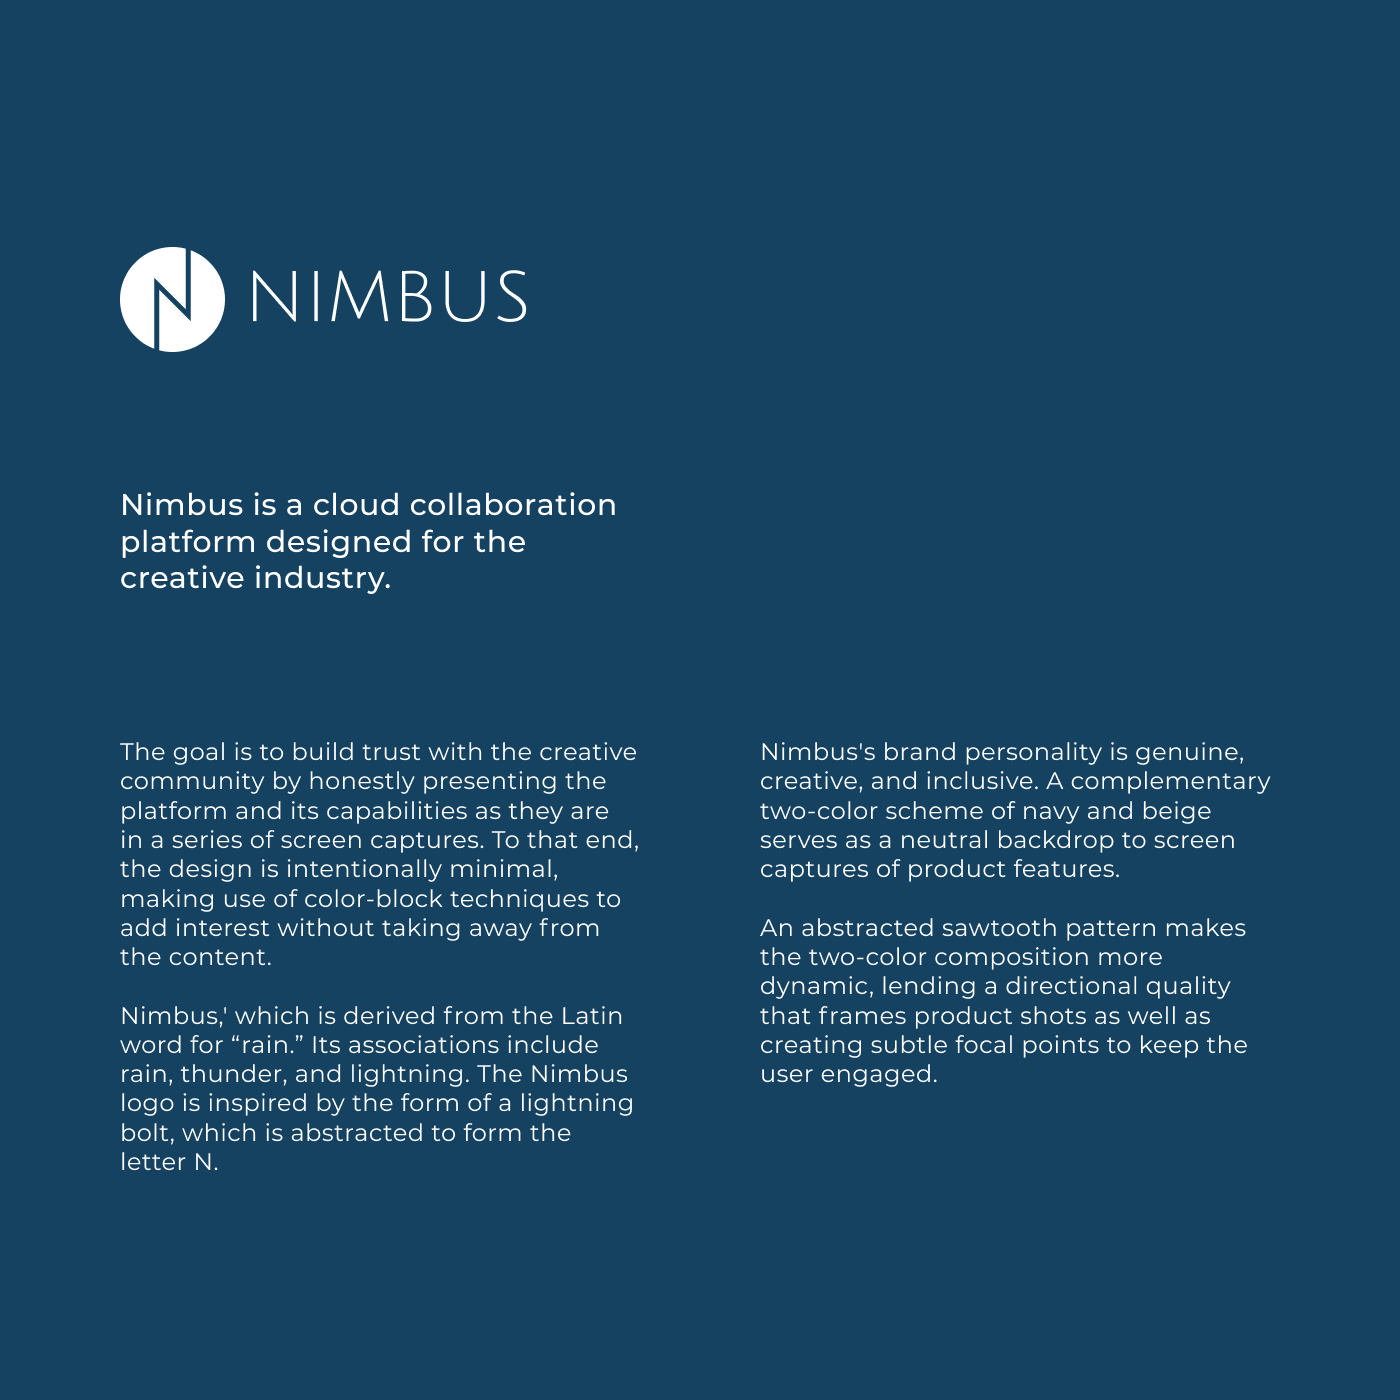 NIMBUS
Nimbus is a cloud collaboration
platform designed for the
creative industry.
The goal is to build trust with the creative
community by honestly presenting the
platform and its capabilities as they are
in a series of screen captures. To that end,
the design is intentionally minimal,
making use of color-block techniques to
add interest without taking away from
the content.
Nimbus,' which is derived from the Latin
word for “rain.” Its associations include
rain, thunder, and lightning. The Nimbus
logo is inspired by the form of a lightning
bolt, which is abstracted to form the
letter N.
Nimbus's brand personality is genuine,
creative, and inclusive. A complementary
two-color scheme of navy and beige
serves as a neutral backdrop to screen
captures of product features.
An abstracted sawtooth pattern makes
the two-color composition more
dynamic, lending a directional quality
that frames product shots as well as
creating subtle focal points to keep the
user engaged.